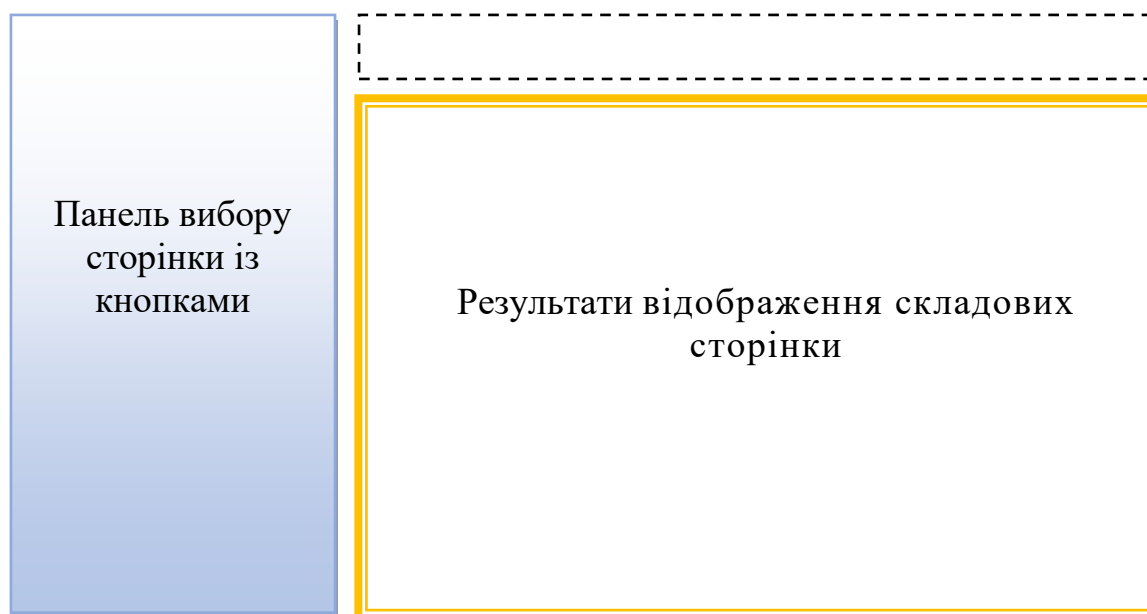 Панель вибору
сторінки із
кнопками
Результати відображення складових
сторінки